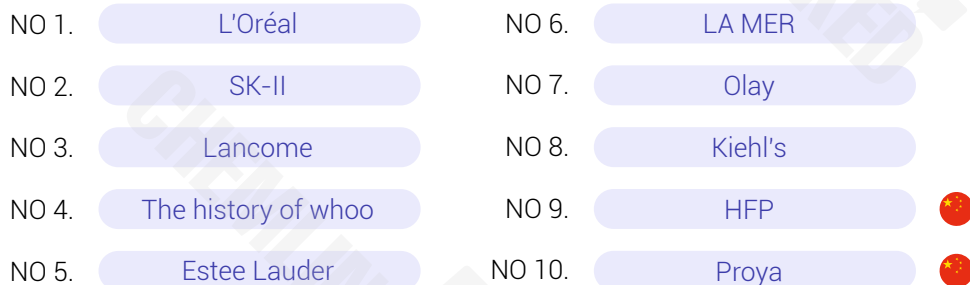 NO 1. L'Oréal
NO 2. SK-II
NO 3. Lancome
NO 4. The history of whoo
NO 5. Estee Lauder
NO 6. LA MER
NO 7. Olay
NO 8. Kiehl's
NO 9. HFP
NO 10. Proya